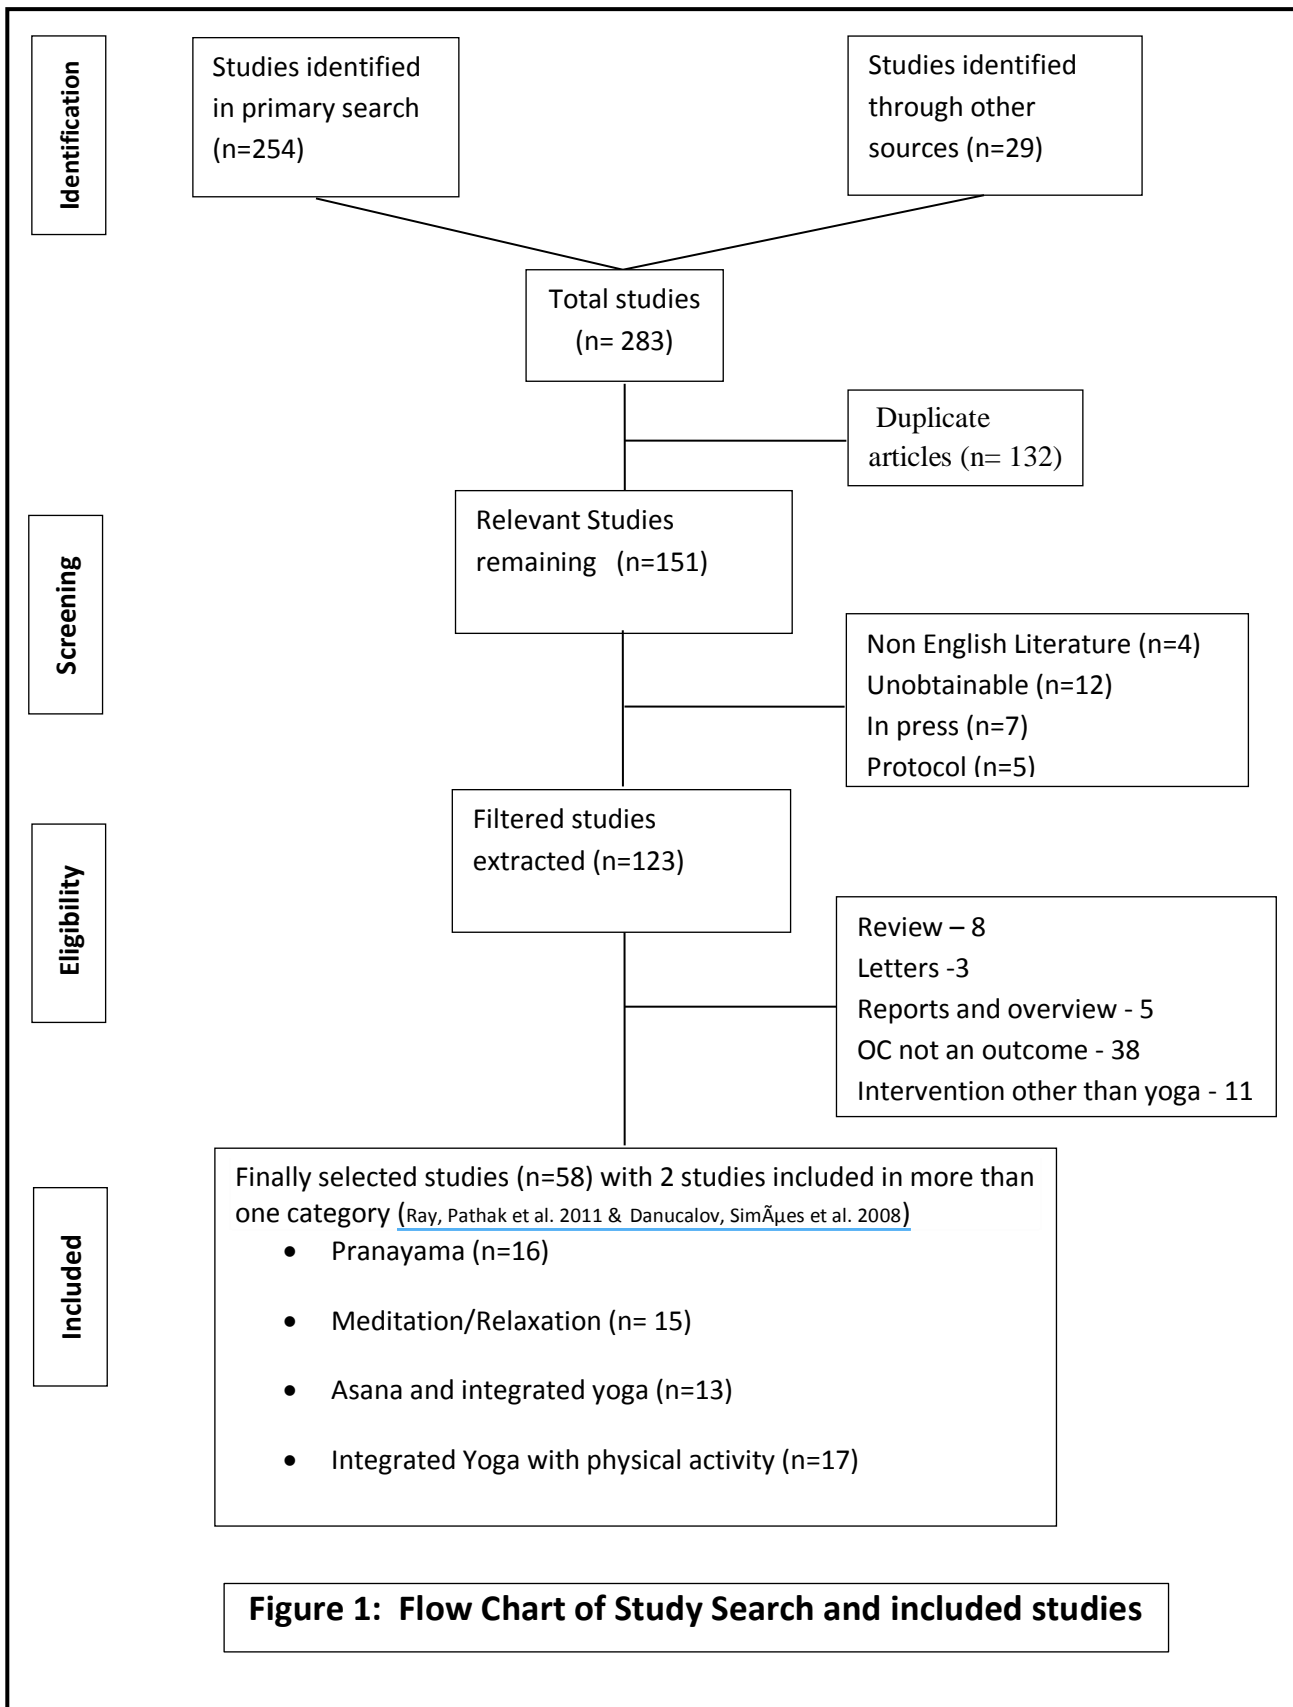 Identification
Studies identified
in primary search
(n=254)
Studies identified
through other
sources (n=29)
Total studies
(n= 283)
Duplicate
articles (n= 132)
Screening
Relevant Studies
remaining (n=151)
Non English Literature (n=4)
Unobtainable (n=12)
In press (n=7)
Protocol (n=5)
Eligibility
Filtered studies
extracted (n=123)
Review – 8
Letters -3
Reports and overview - 5
OC not an outcome - 38
Intervention other than yoga - 11
Included
Finally selected studies (n=58) with 2 studies included in more than
one category (Ray, Pathak et al. 2011 & Danucalov, SimÃµes et al. 2008)
• Pranayama (n=16)
• Meditation/Relaxation (n= 15)
• Asana and integrated yoga (n=13)
• Integrated Yoga with physical activity (n=17)
Figure 1: Flow Chart of Study Search and included studies